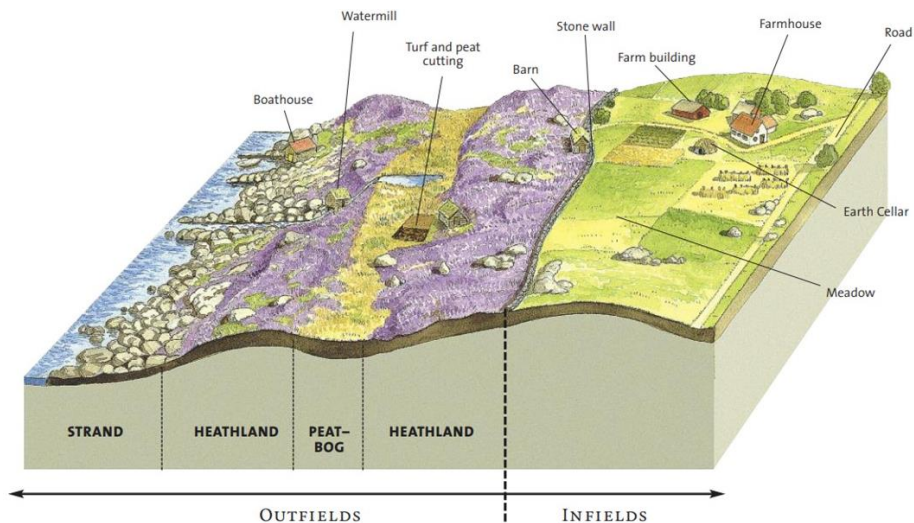 Watermill
Turf and peat
cutting
Boathouse
Barn
Stone wall
Farm building
Farmhouse
Road
Earth Cellar
Meadow
STRAND
HEATHLAND
PEAT–
BOG
HEATHLAND
OUTFIELDS
INFIELDS